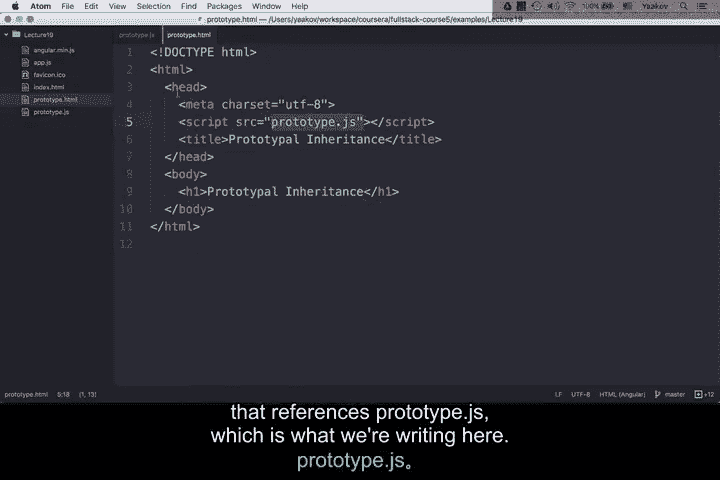 Atom File Edit View Selection Find Packages Window Help Yaakov
prototype.html — /Users/yaakov/workspace/coursera/fullstack-course5/examples/Lecture19
Lecture19
angular.min.js
app.js
favicon.ico
index.html
prototype.html
prototype.js
prototype.js prototype.html
1 <!DOCTYPE html>
2 <html>
3 <head>
4 <meta charset="utf-8">
5 <script src="prototype.js"></script>
6 <title>Prototypal Inheritance</title>
7 </head>
8 <body>
9 <h1>Prototypal Inheritance</h1>
10 </body>
11 </html>
12
prototype.html 5:18 (1, 13) LF UTF-8 HTML (Angular) master +12
that references prototype.js,
which is what we're writing here.
prototype.js。